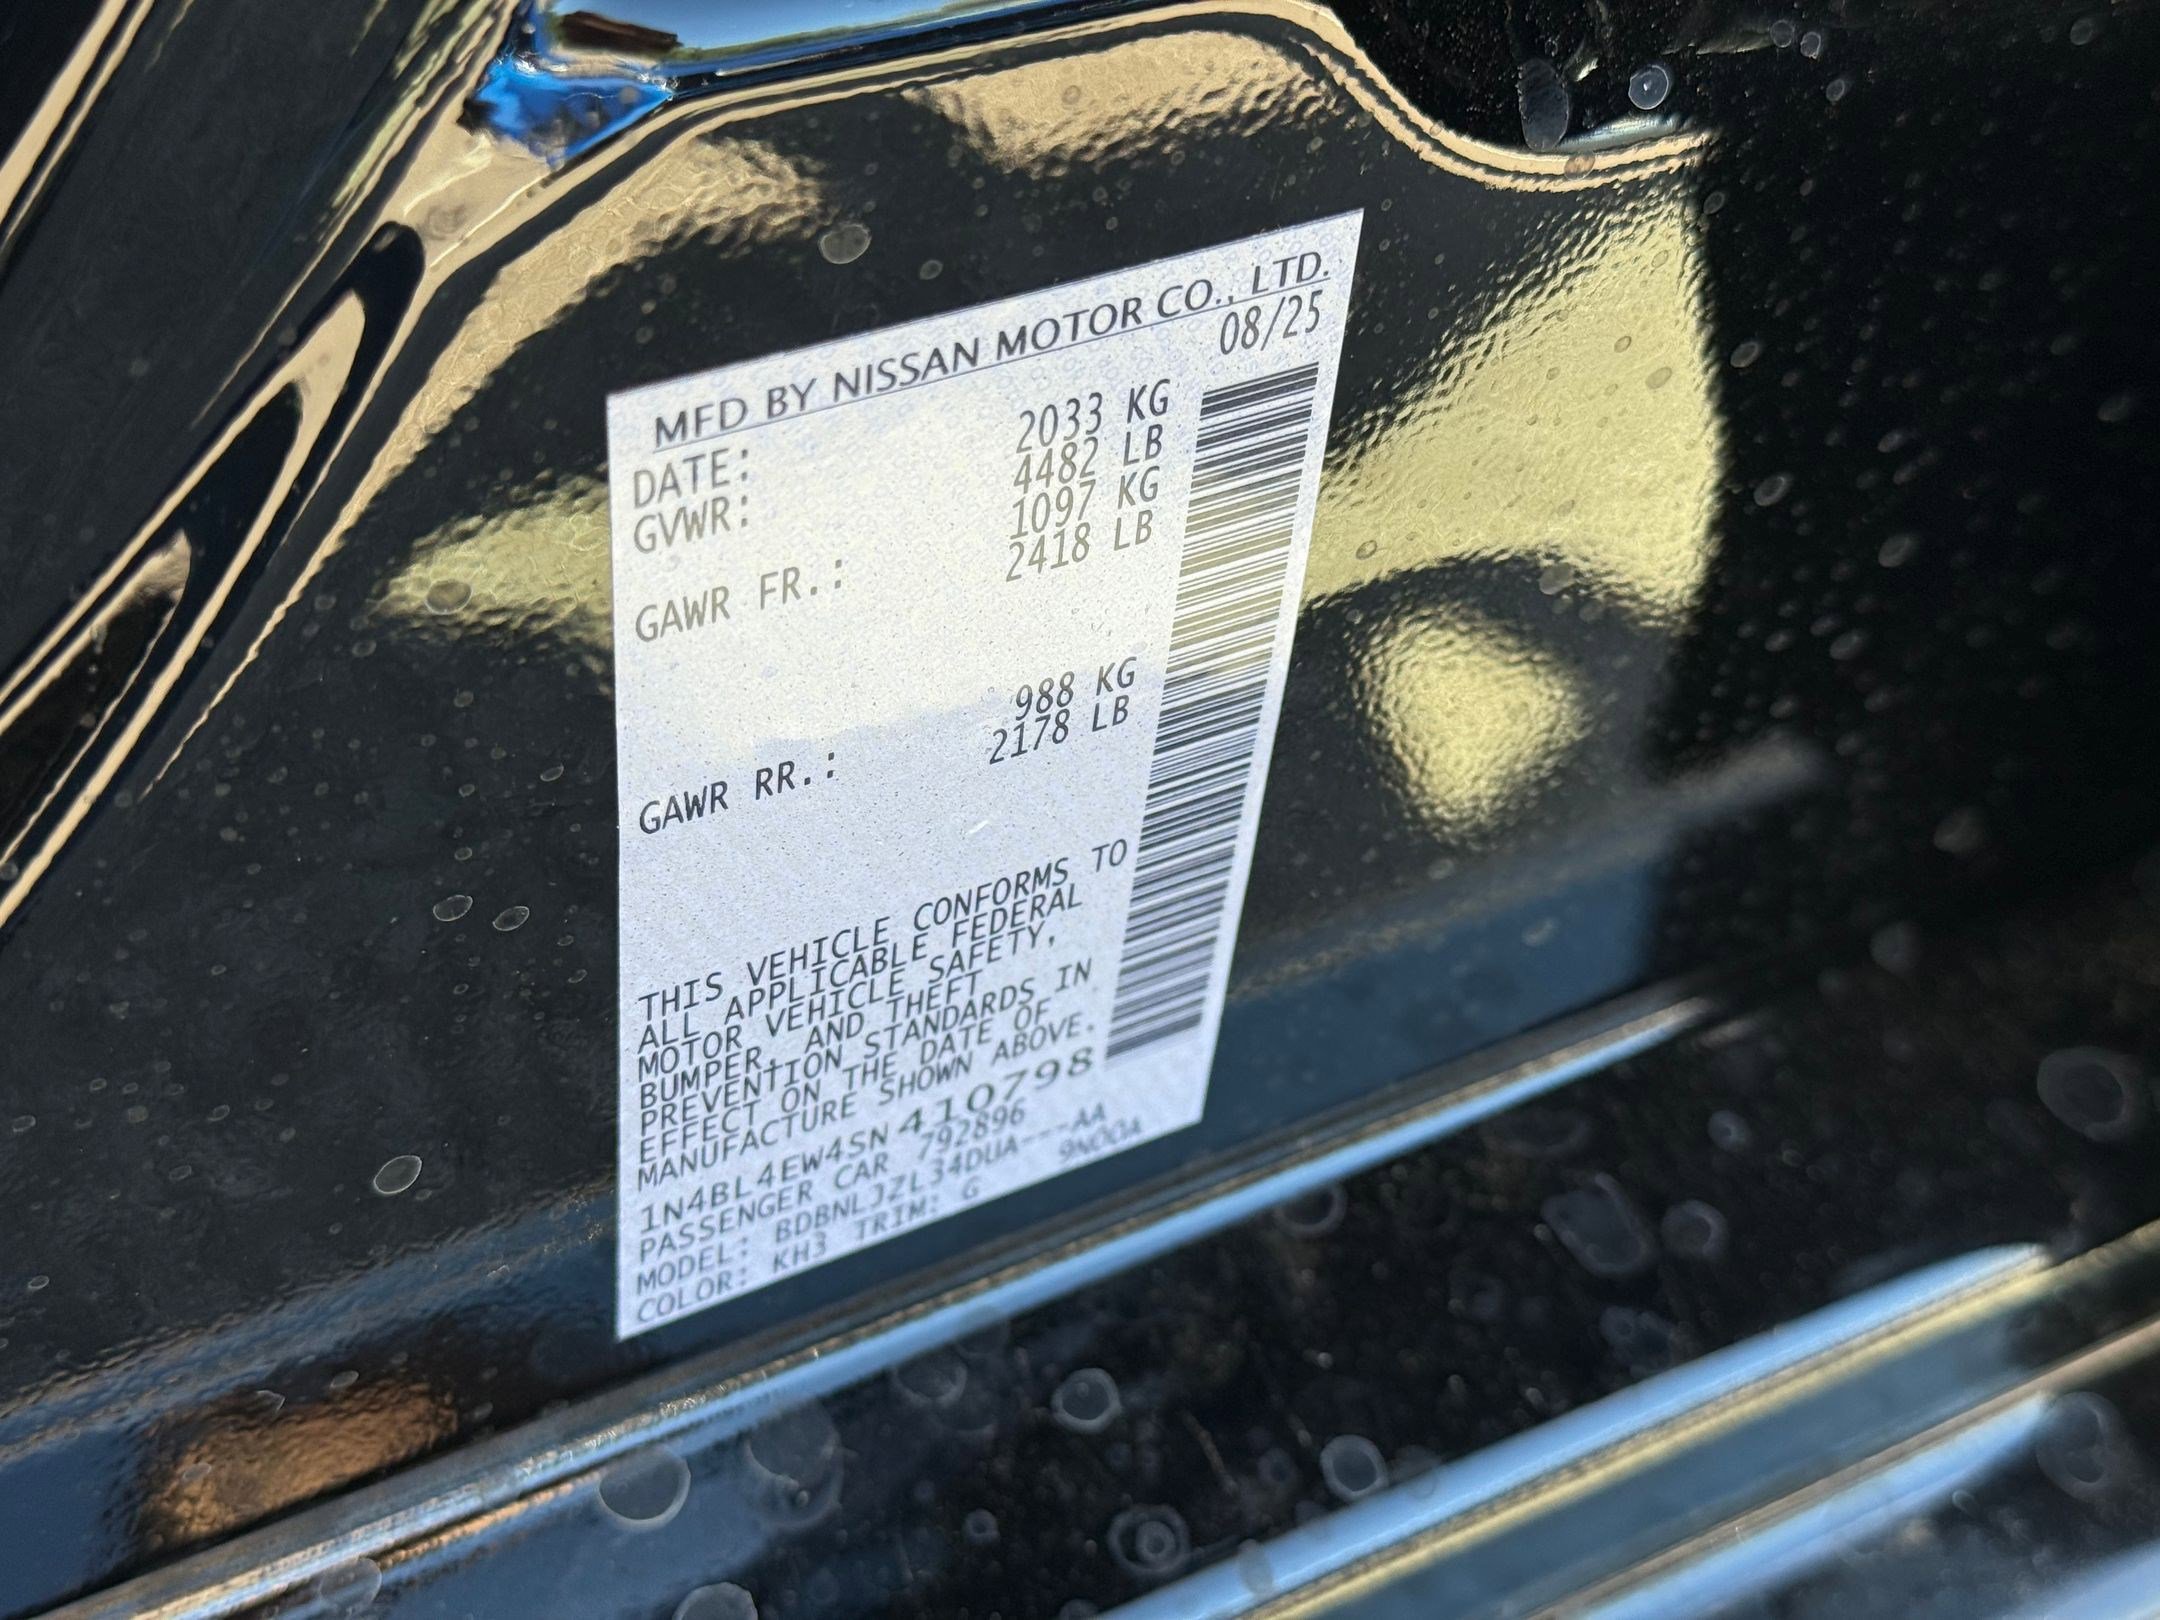 MFD BY NISSAN MOTOR CO., LTD.
DATE: 08/25
GVWR: 2033 KG
4482 LB
GAWR FR.: 1097 KG
2418 LB
GAWR RR.: 988 KG
2178 LB
THIS VEHICLE CONFORMS TO
ALL APPLICABLE FEDERAL
MOTOR VEHICLE SAFETY,
BUMPER, AND THEFT
PREVENTION STANDARDS IN
EFFECT ON THE DATE OF
MANUFACTURE SHOWN ABOVE.
1N4BL4EW4SN410798
PASSENGER CAR 792896
MODEL: BDBNLJZL34DUA---AA
COLOR: KH3 TRIM: G 9N00A